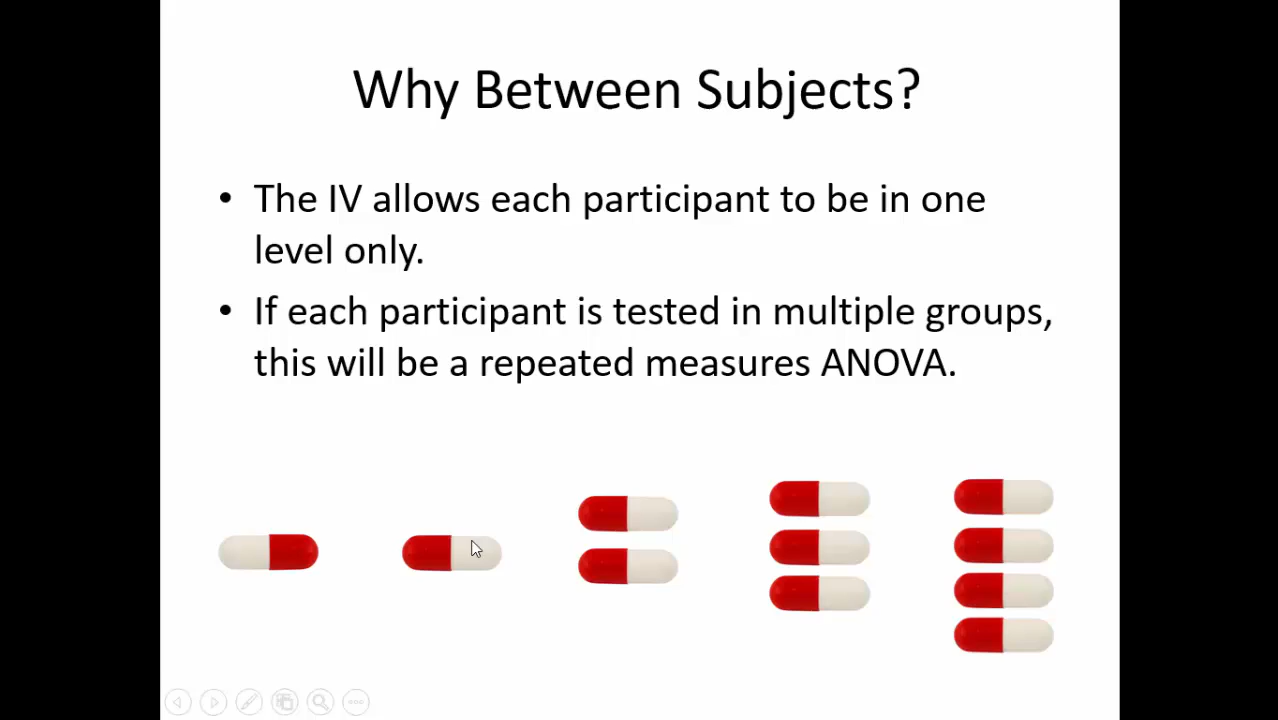 Why Between Subjects?
• The IV allows each participant to be in one
level only.
• If each participant is tested in multiple groups,
this will be a repeated measures ANOVA.